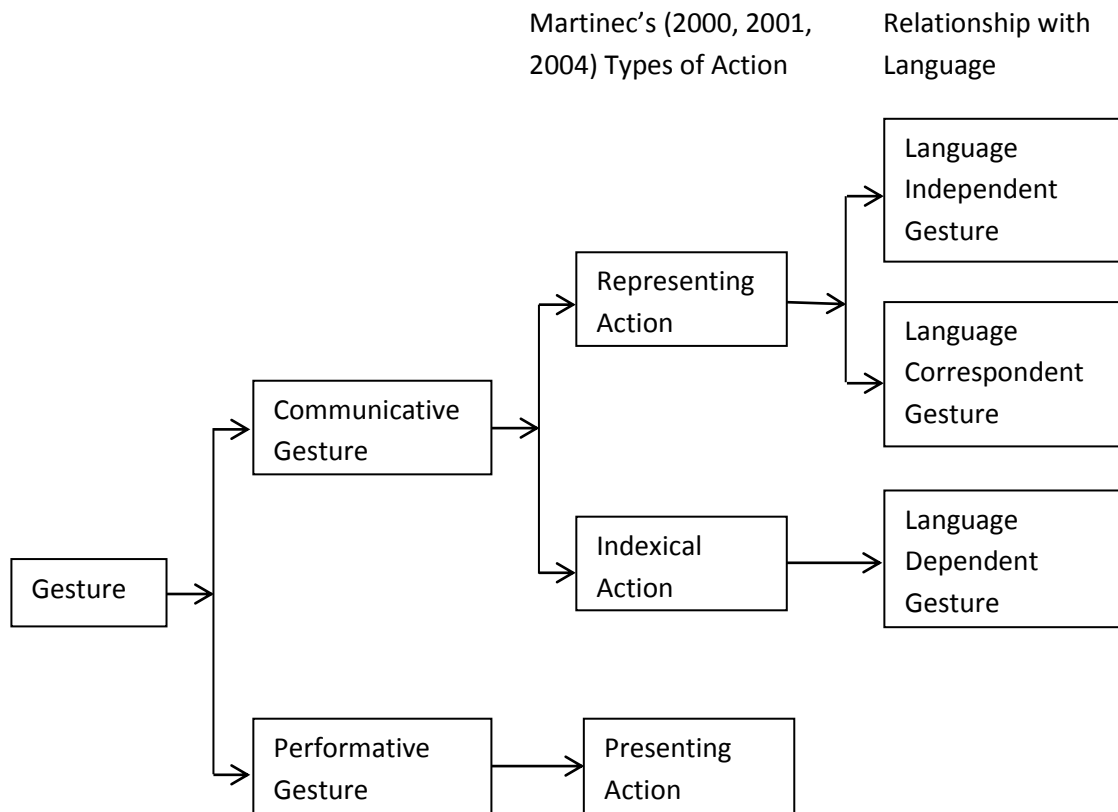 Martinec’s (2000, 2001,
2004) Types of Action
Relationship with
Language
Language
Independent
Gesture
Representing
Action
Language
Correspondent
Gesture
Communicative
Gesture
Indexical
Action
Language
Dependent
Gesture
Gesture
Performative
Gesture
Presenting
Action